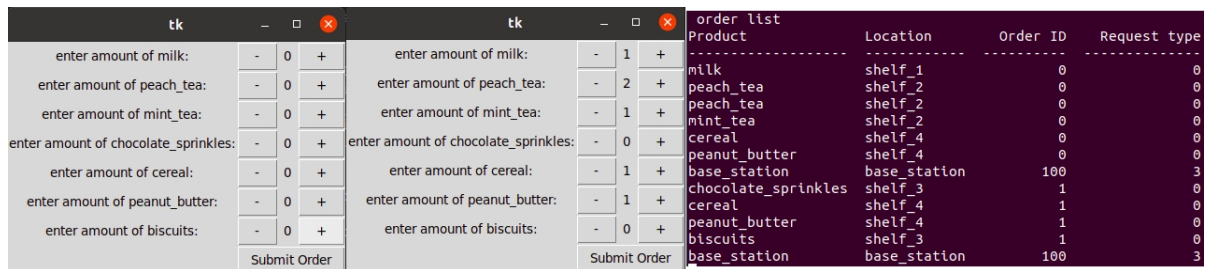 tk
enter amount of milk: - 0 +
enter amount of peach_tea: - 0 +
enter amount of mint_tea: - 0 +
enter amount of chocolate_sprinkles: - 0 +
enter amount of cereal: - 0 +
enter amount of peanut_butter: - 0 +
enter amount of biscuits: - 0 +
Submit Order
tk
enter amount of milk: - 1 +
enter amount of peach_tea: - 2 +
enter amount of mint_tea: - 1 +
enter amount of chocolate_sprinkles: - 0 +
enter amount of cereal: - 1 +
enter amount of peanut_butter: - 1 +
enter amount of biscuits: - 0 +
Submit Order
order list
Product Location Order ID Request type
------------------- ------------- ---------- --------------
milk shelf_1 0 0
peach_tea shelf_2 0 0
peach_tea shelf_2 0 0
mint_tea shelf_2 0 0
cereal shelf_4 0 0
peanut_butter shelf_4 0 0
base_station base_station 100 3
chocolate_sprinkles shelf_3 1 0
cereal shelf_4 1 0
peanut_butter shelf_4 1 0
biscuits shelf_3 1 0
base_station base_station 100 3